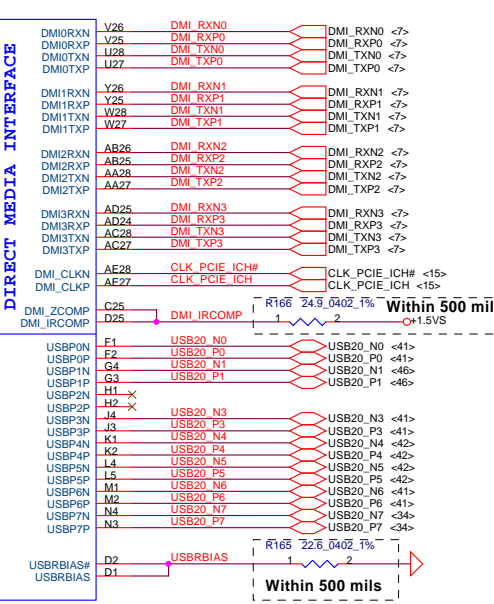 DIRECT MEDIA INTERFACE
DMI0RXN V26 DMI_RXN0 DMI_RXN0 <7>
DMI0RXP V25 DMI_RXP0 DMI_RXP0 <7>
DMI0TXN U28 DMI_TXN0 DMI_TXN0 <7>
DMI0TXP U27 DMI_TXP0 DMI_TXP0 <7>
DMI1RXN Y26 DMI_RXN1 DMI_RXN1 <7>
DMI1RXP Y25 DMI_RXP1 DMI_RXP1 <7>
DMI1TXN W28 DMI_TXN1 DMI_TXN1 <7>
DMI1TXP W27 DMI_TXP1 DMI_TXP1 <7>
DMI2RXN AB26 DMI_RXN2 DMI_RXN2 <7>
DMI2RXP AB25 DMI_RXP2 DMI_RXP2 <7>
DMI2TXN AA28 DMI_TXN2 DMI_TXN2 <7>
DMI2TXP AA27 DMI_TXP2 DMI_TXP2 <7>
DMI3RXN AD25 DMI_RXN3 DMI_RXN3 <7>
DMI3RXP AD24 DMI_RXP3 DMI_RXP3 <7>
DMI3TXN AC28 DMI_TXN3 DMI_TXN3 <7>
DMI3TXP AC27 DMI_TXP3 DMI_TXP3 <7>
DMI_CLKN AE28 CLK_PCIE_ICH# CLK_PCIE_ICH# <15>
DMI_CLKP AE27 CLK_PCIE_ICH CLK_PCIE_ICH <15>
R166 24.9_0402_1% Within 500 mil
DMI_ZCOMP C25
DMI_IRCOMP D25 DMI_IRCOMP 1 2 +1.5VS
USBP0N F1 USB20_N0 USB20_N0 <41>
USBP0P F2 USB20_P0 USB20_P0 <41>
USBP1N G4 USB20_N1 USB20_N1 <46>
USBP1P G3 USB20_P1 USB20_P1 <46>
USBP2N H1
USBP2P H2
USBP3N J4 USB20_N3 USB20_N3 <41>
USBP3P J3 USB20_P3 USB20_P3 <41>
USBP4N K1 USB20_N4 USB20_N4 <42>
USBP4P K2 USB20_P4 USB20_P4 <42>
USBP5N L4 USB20_N5 USB20_N5 <42>
USBP5P L5 USB20_P5 USB20_P5 <42>
USBP6N M1 USB20_N6 USB20_N6 <41>
USBP6P M2 USB20_P6 USB20_P6 <41>
USBP7N N4 USB20_N7 USB20_N7 <34>
USBP7P N3 USB20_P7 USB20_P7 <34>
R165 22.6_0402_1%
USBRBIAS# D2 USBRBIAS 1 2
USBRBIAS D1
Within 500 mils